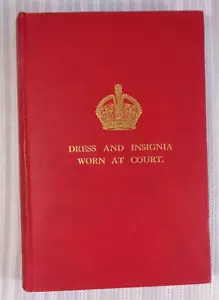 DRESS AND INSIGNIA
WORN AT COURT.